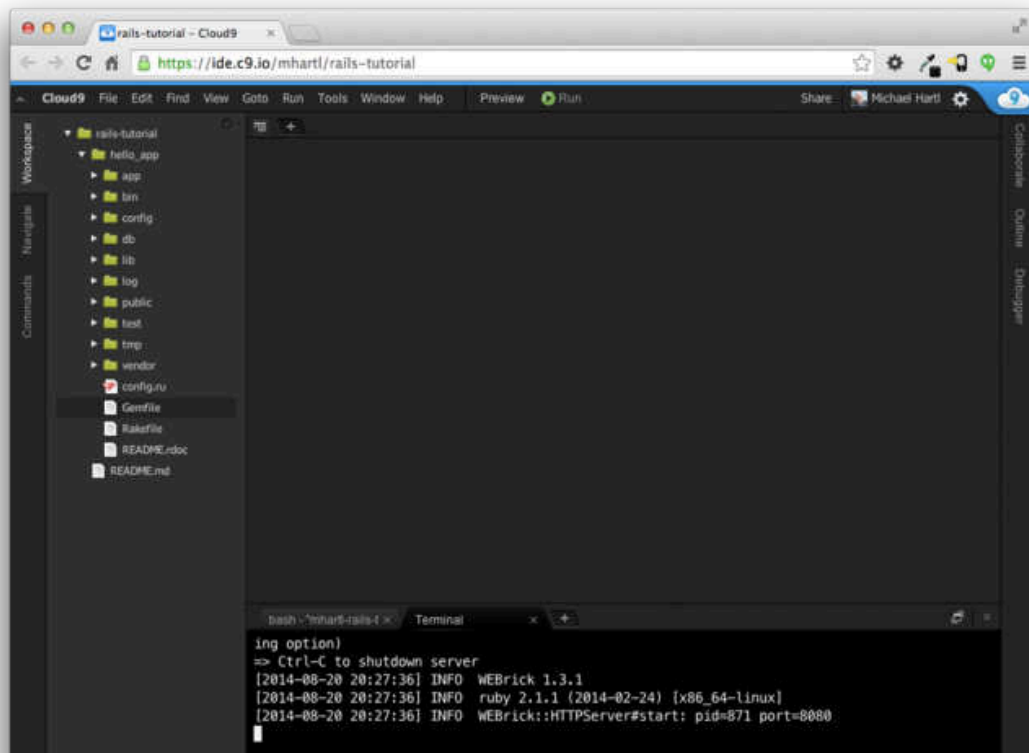 rails-tutorial - Cloud9
https://ide.c9.io/mhartl/rails-tutorial
Cloud9 File Edit Find View Goto Run Tools Window Help Preview Run Share Michael Hartl
Workspace
Navigate
Commands
rails-tutorial
hello_app
app
bin
config
db
lib
log
public
test
tmp
vendor
config.ru
Gemfile
Rakefile
README.rdoc
README.md
Collaborate
Outline
Debugger
bash - "mhartl-rails-t Terminal
ing option)
=> Ctrl-C to shutdown server
[2014-08-20 20:27:36] INFO  WEBrick 1.3.1
[2014-08-20 20:27:36] INFO  ruby 2.1.1 (2014-02-24) [x86_64-linux]
[2014-08-20 20:27:36] INFO  WEBrick::HTTPServer#start: pid=871 port=8080